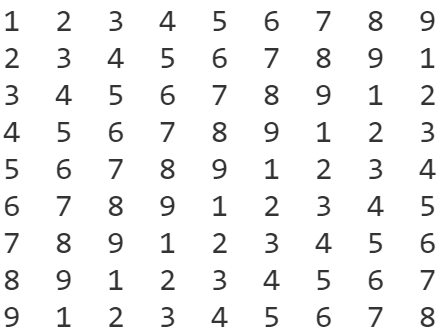 1 2 3 4 5 6 7 8 9
2 3 4 5 6 7 8 9 1
3 4 5 6 7 8 9 1 2
4 5 6 7 8 9 1 2 3
5 6 7 8 9 1 2 3 4
6 7 8 9 1 2 3 4 5
7 8 9 1 2 3 4 5 6
8 9 1 2 3 4 5 6 7
9 1 2 3 4 5 6 7 8